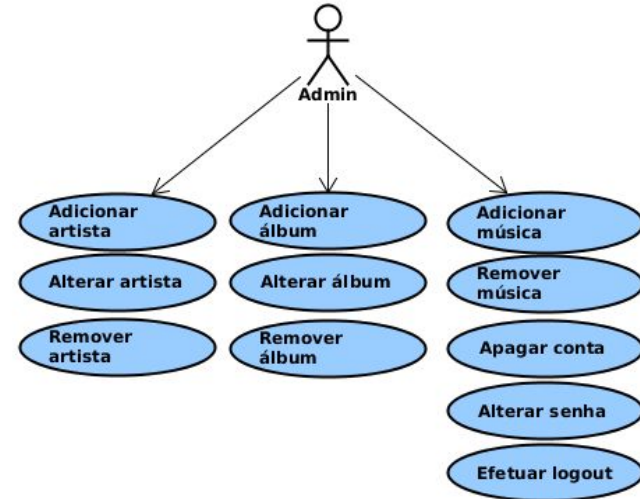 Admin
Adicionar
artista
Alterar artista
Remover
artista
Adicionar
álbum
Alterar álbum
Remover
álbum
Adicionar
música
Remover
música
Apagar conta
Alterar senha
Efetuar logout